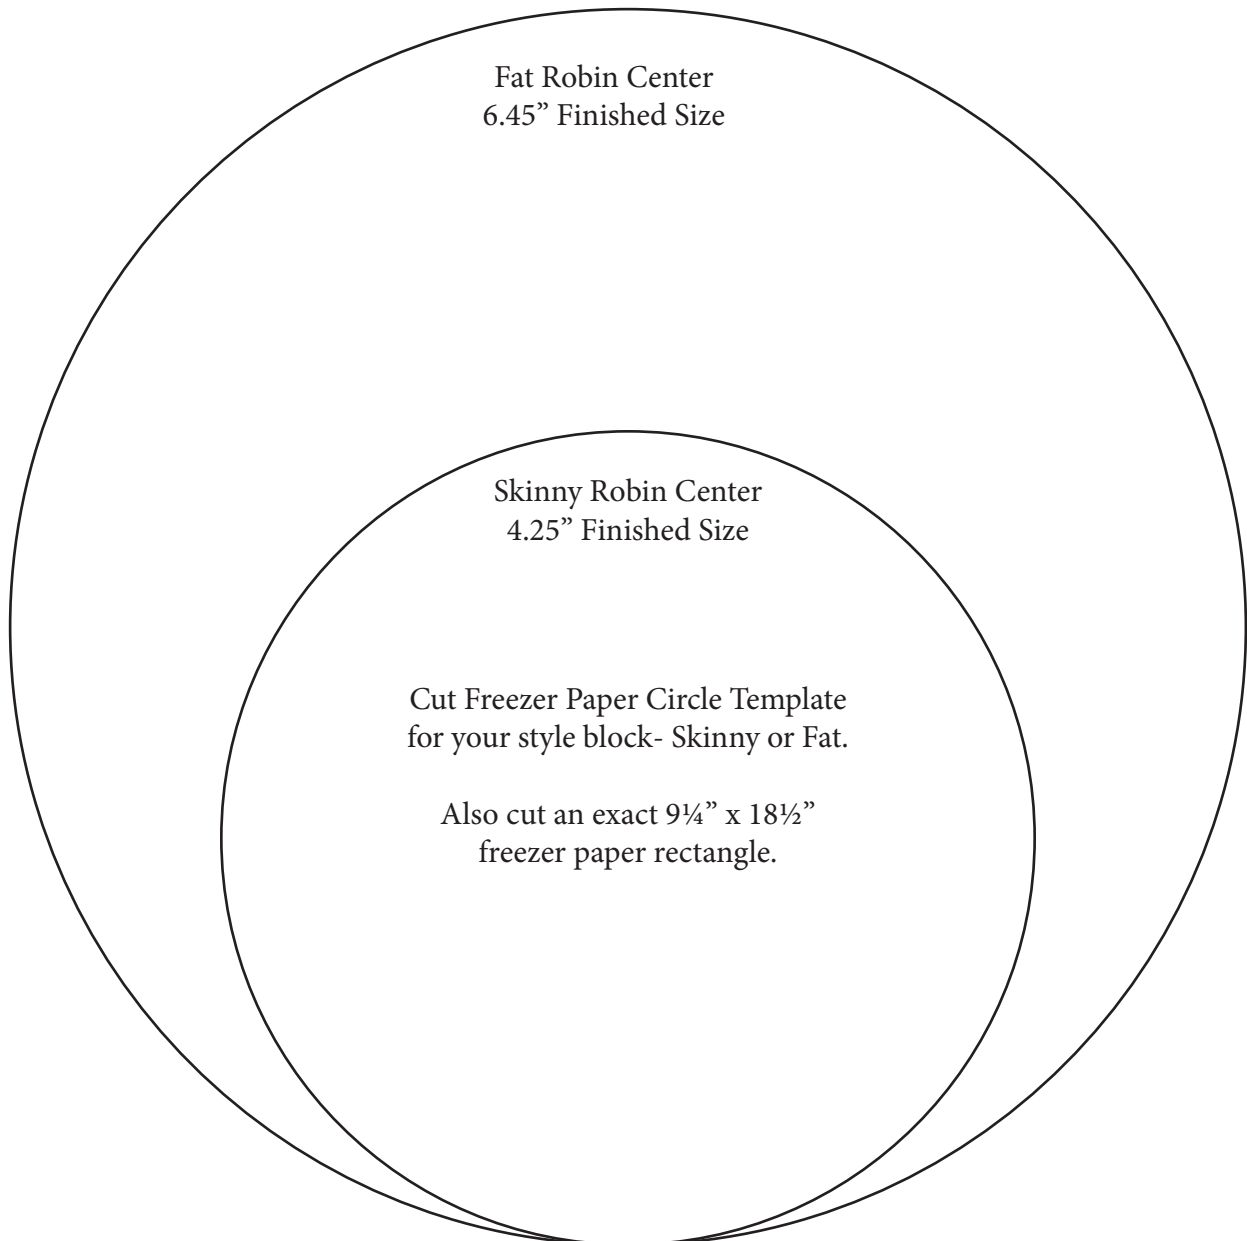 Fat Robin Center
6.45” Finished Size
Skinny Robin Center
4.25” Finished Size
Cut Freezer Paper Circle Template
for your style block- Skinny or Fat.
Also cut an exact 9¼” x 18½”
freezer paper rectangle.